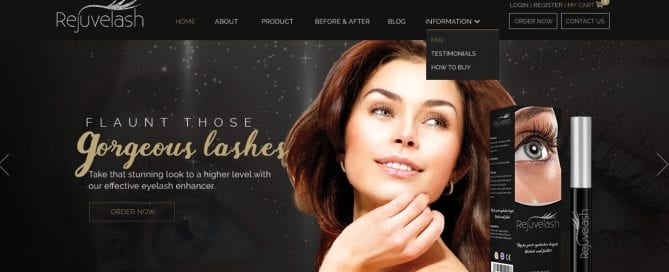 Rejuvelash
HOME ABOUT PRODUCT BEFORE & AFTER BLOG INFORMATION
LOGIN | REGISTER | MY CART
ORDER NOW CONTACT US
FAQ
TESTIMONIALS
HOW TO BUY
FLAUNT THOSE
Gorgeous lashes
Take that stunning look to a higher level with
our effective eyelash enhancer.
ORDER NOW
Rejuvelash
Rejuvelash
Rejuvelash